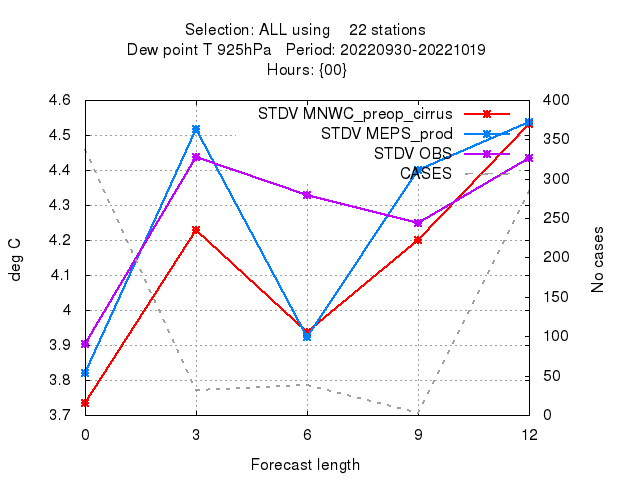 Selection: ALL using    22 stations
Dew point T 925hPa   Period: 20220930-20221019
Hours: {00}
STDV MNWC_preop_cirrus
STDV MEPS_prod
STDV OBS
CASES
4.6
4.5
4.4
4.3
4.2
4.1
4
3.9
3.8
3.7
400
350
300
250
200
150
100
50
0
deg C
No cases
0 3 6 9 12
Forecast length